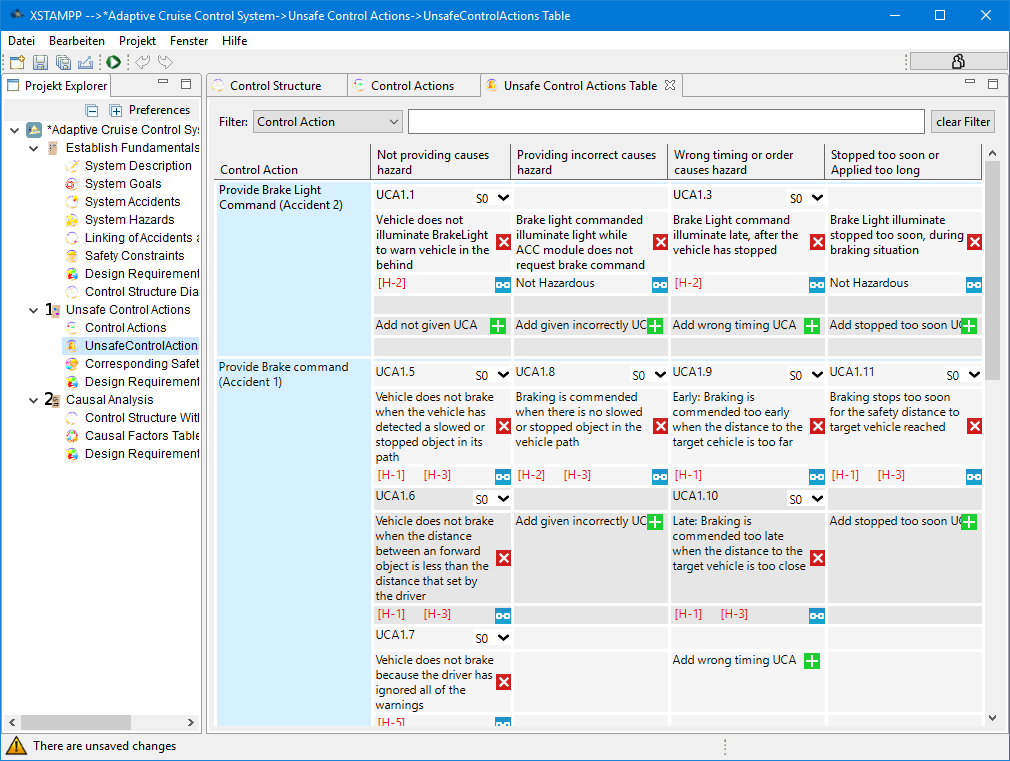 XSTAMPP -->*Adaptive Cruise Control System->Unsafe Control Actions->UnsafeControlActions Table
Datei Bearbeiten Projekt Fenster Hilfe
Projekt Explorer
Preferences
*Adaptive Cruise Control Sy
Establish Fundamentals
System Description
System Goals
System Accidents
System Hazards
Linking of Accidents a
Safety Constraints
Design Requirement
Control Structure Dia
1 Unsafe Control Actions
Control Actions
UnsafeControlAction
Corresponding Safet
Design Requirement
2 Causal Analysis
Control Structure Wit
Causal Factors Table
Design Requirement
Control Structure Control Actions Unsafe Control Actions Table
Filter: Control Action clear Filter
Control Action
Not providing causes
hazard
Providing incorrect causes
hazard
Wrong timing or order
causes hazard
Stopped too soon or
Applied too long
Provide Brake Light
Command (Accident 2)
UCA1.1 S0
Vehicle does not
illuminate BrakeLight
to warn vehicle in the
behind
[H-2]
Add not given UCA
Brake light commanded
illuminate light while
ACC module does not
request brake command
Not Hazardous
Add given incorrectly UC
UCA1.3 S0
Brake Light command
illuminate late, after the
vehicle has stopped
[H-2]
Add wrong timing UCA
Brake Light illuminate
stopped too soon, during
braking situation
Not Hazardous
Add stopped too soon U
Provide Brake command
(Accident 1)
UCA1.5 S0
Vehicle does not brake
when the vehicle has
detected a slowed or
stopped object in its
path
[H-1] [H-3]
UCA1.8 S0
Braking is commended
when there is no slowed
or stopped object in the
vehicle path
[H-2] [H-3]
UCA1.9 S0
Early: Braking is
commended too early
when the distance to the
target cehicle is too far
[H-1]
UCA1.11 S0
Braking stops too soon
for the safety distance to
target vehicle reached
[H-1] [H-3]
UCA1.6 S0
Vehicle does not brake
when the distance
between an forward
object is less than the
distance that set by
the driver
[H-1] [H-3]
Add given incorrectly UC
UCA1.10 S0
Late: Braking is
commended too late
when the distance to the
target vehicle is too close
[H-1] [H-3]
Add stopped too soon U
UCA1.7 S0
Vehicle does not brake
because the driver has
ignored all of the
warnings
[H-5]
Add wrong timing UCA
There are unsaved changes